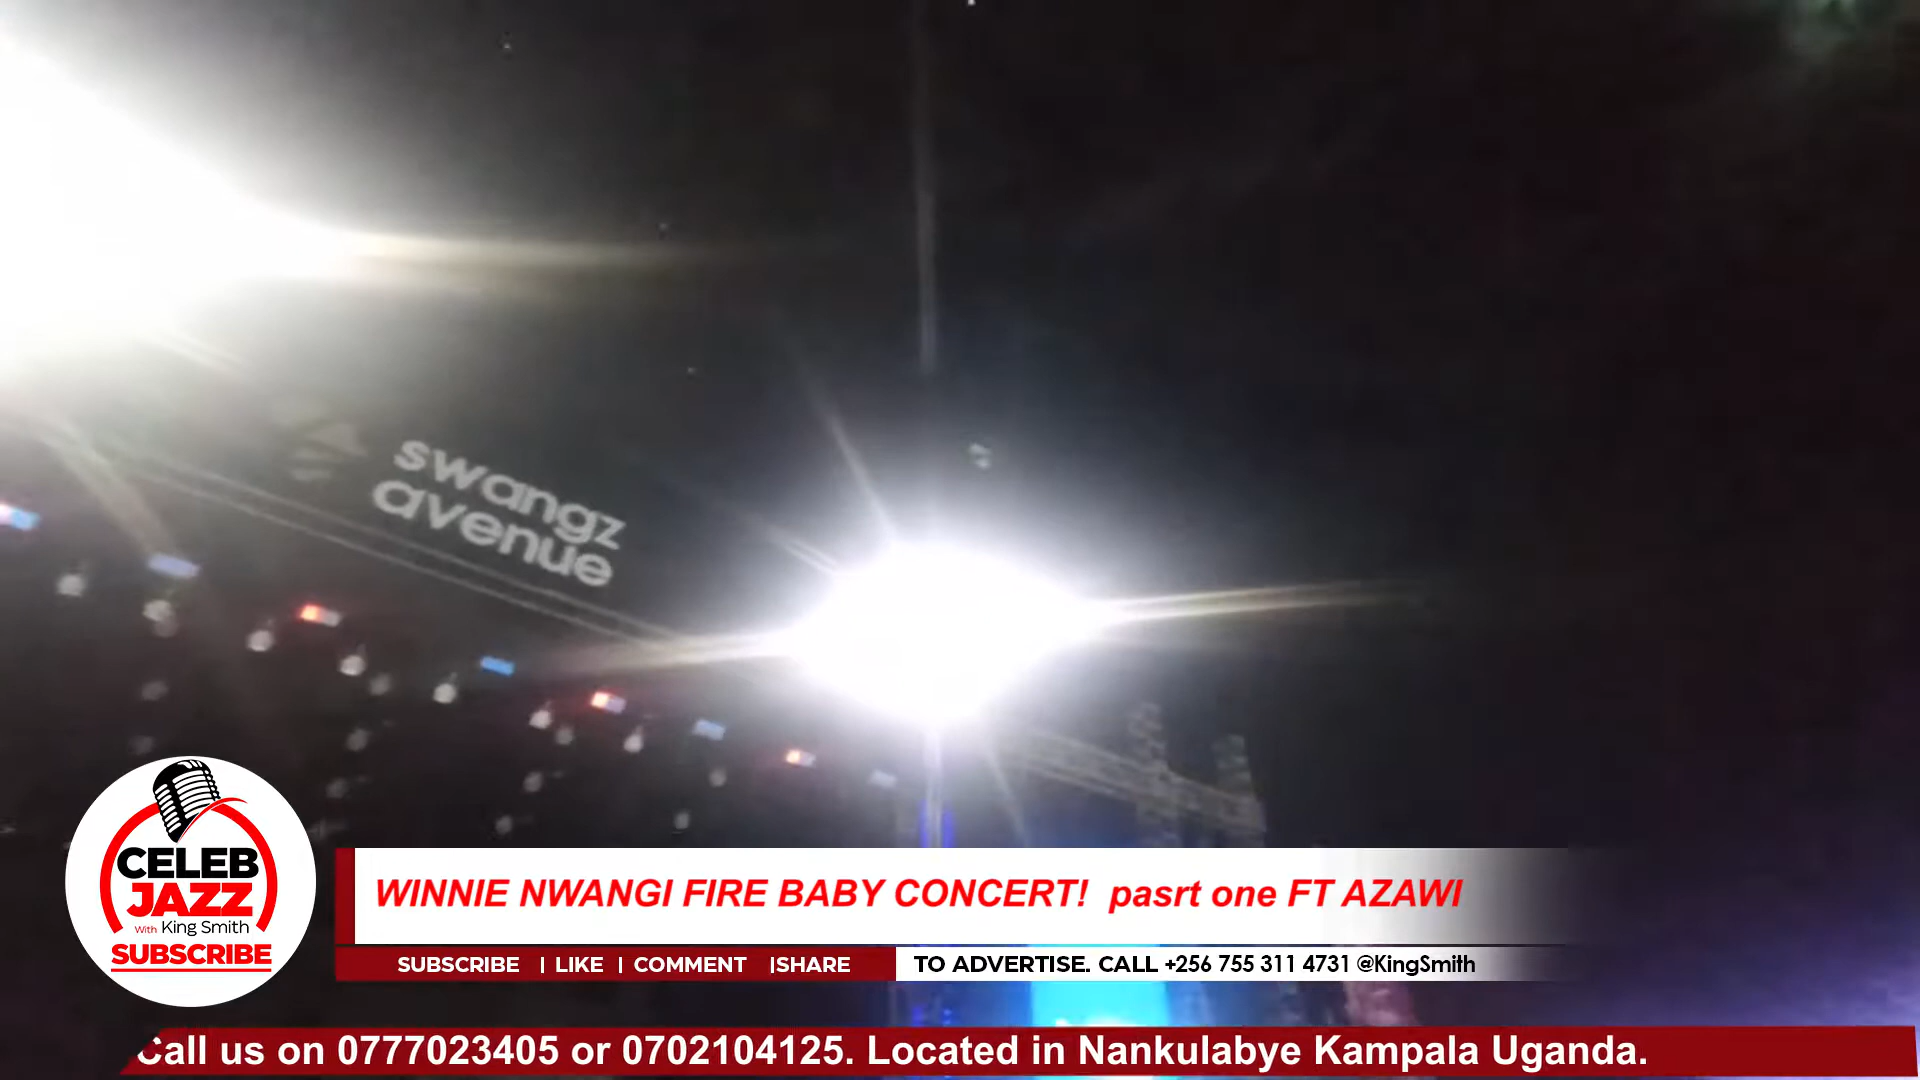 swangz
avenue
CELEB
JAZZ
With King Smith
SUBSCRIBE
WINNIE NWANGI FIRE BABY CONCERT! pasrt one FT AZAWI
SUBSCRIBE | LIKE | COMMENT |SHARE
TO ADVERTISE. CALL +256 755 311 4731 @KingSmith
Call us on 0777023405 or 0702104125. Located in Nankulabye Kampala Uganda.